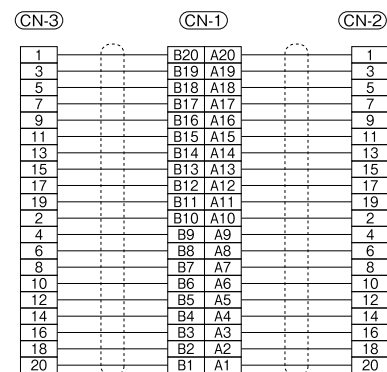 CN-3 CN-1 CN-2
1 B20 A20 1
3 B19 A19 3
5 B18 A18 5
7 B17 A17 7
9 B16 A16 9
11 B15 A15 11
13 B14 A14 13
15 B13 A13 15
17 B12 A12 17
19 B11 A11 19
2 B10 A10 2
4 B9 A9 4
6 B8 A8 6
8 B7 A7 8
10 B6 A6 10
12 B5 A5 12
14 B4 A4 14
16 B3 A3 16
18 B2 A2 18
20 B1 A1 20